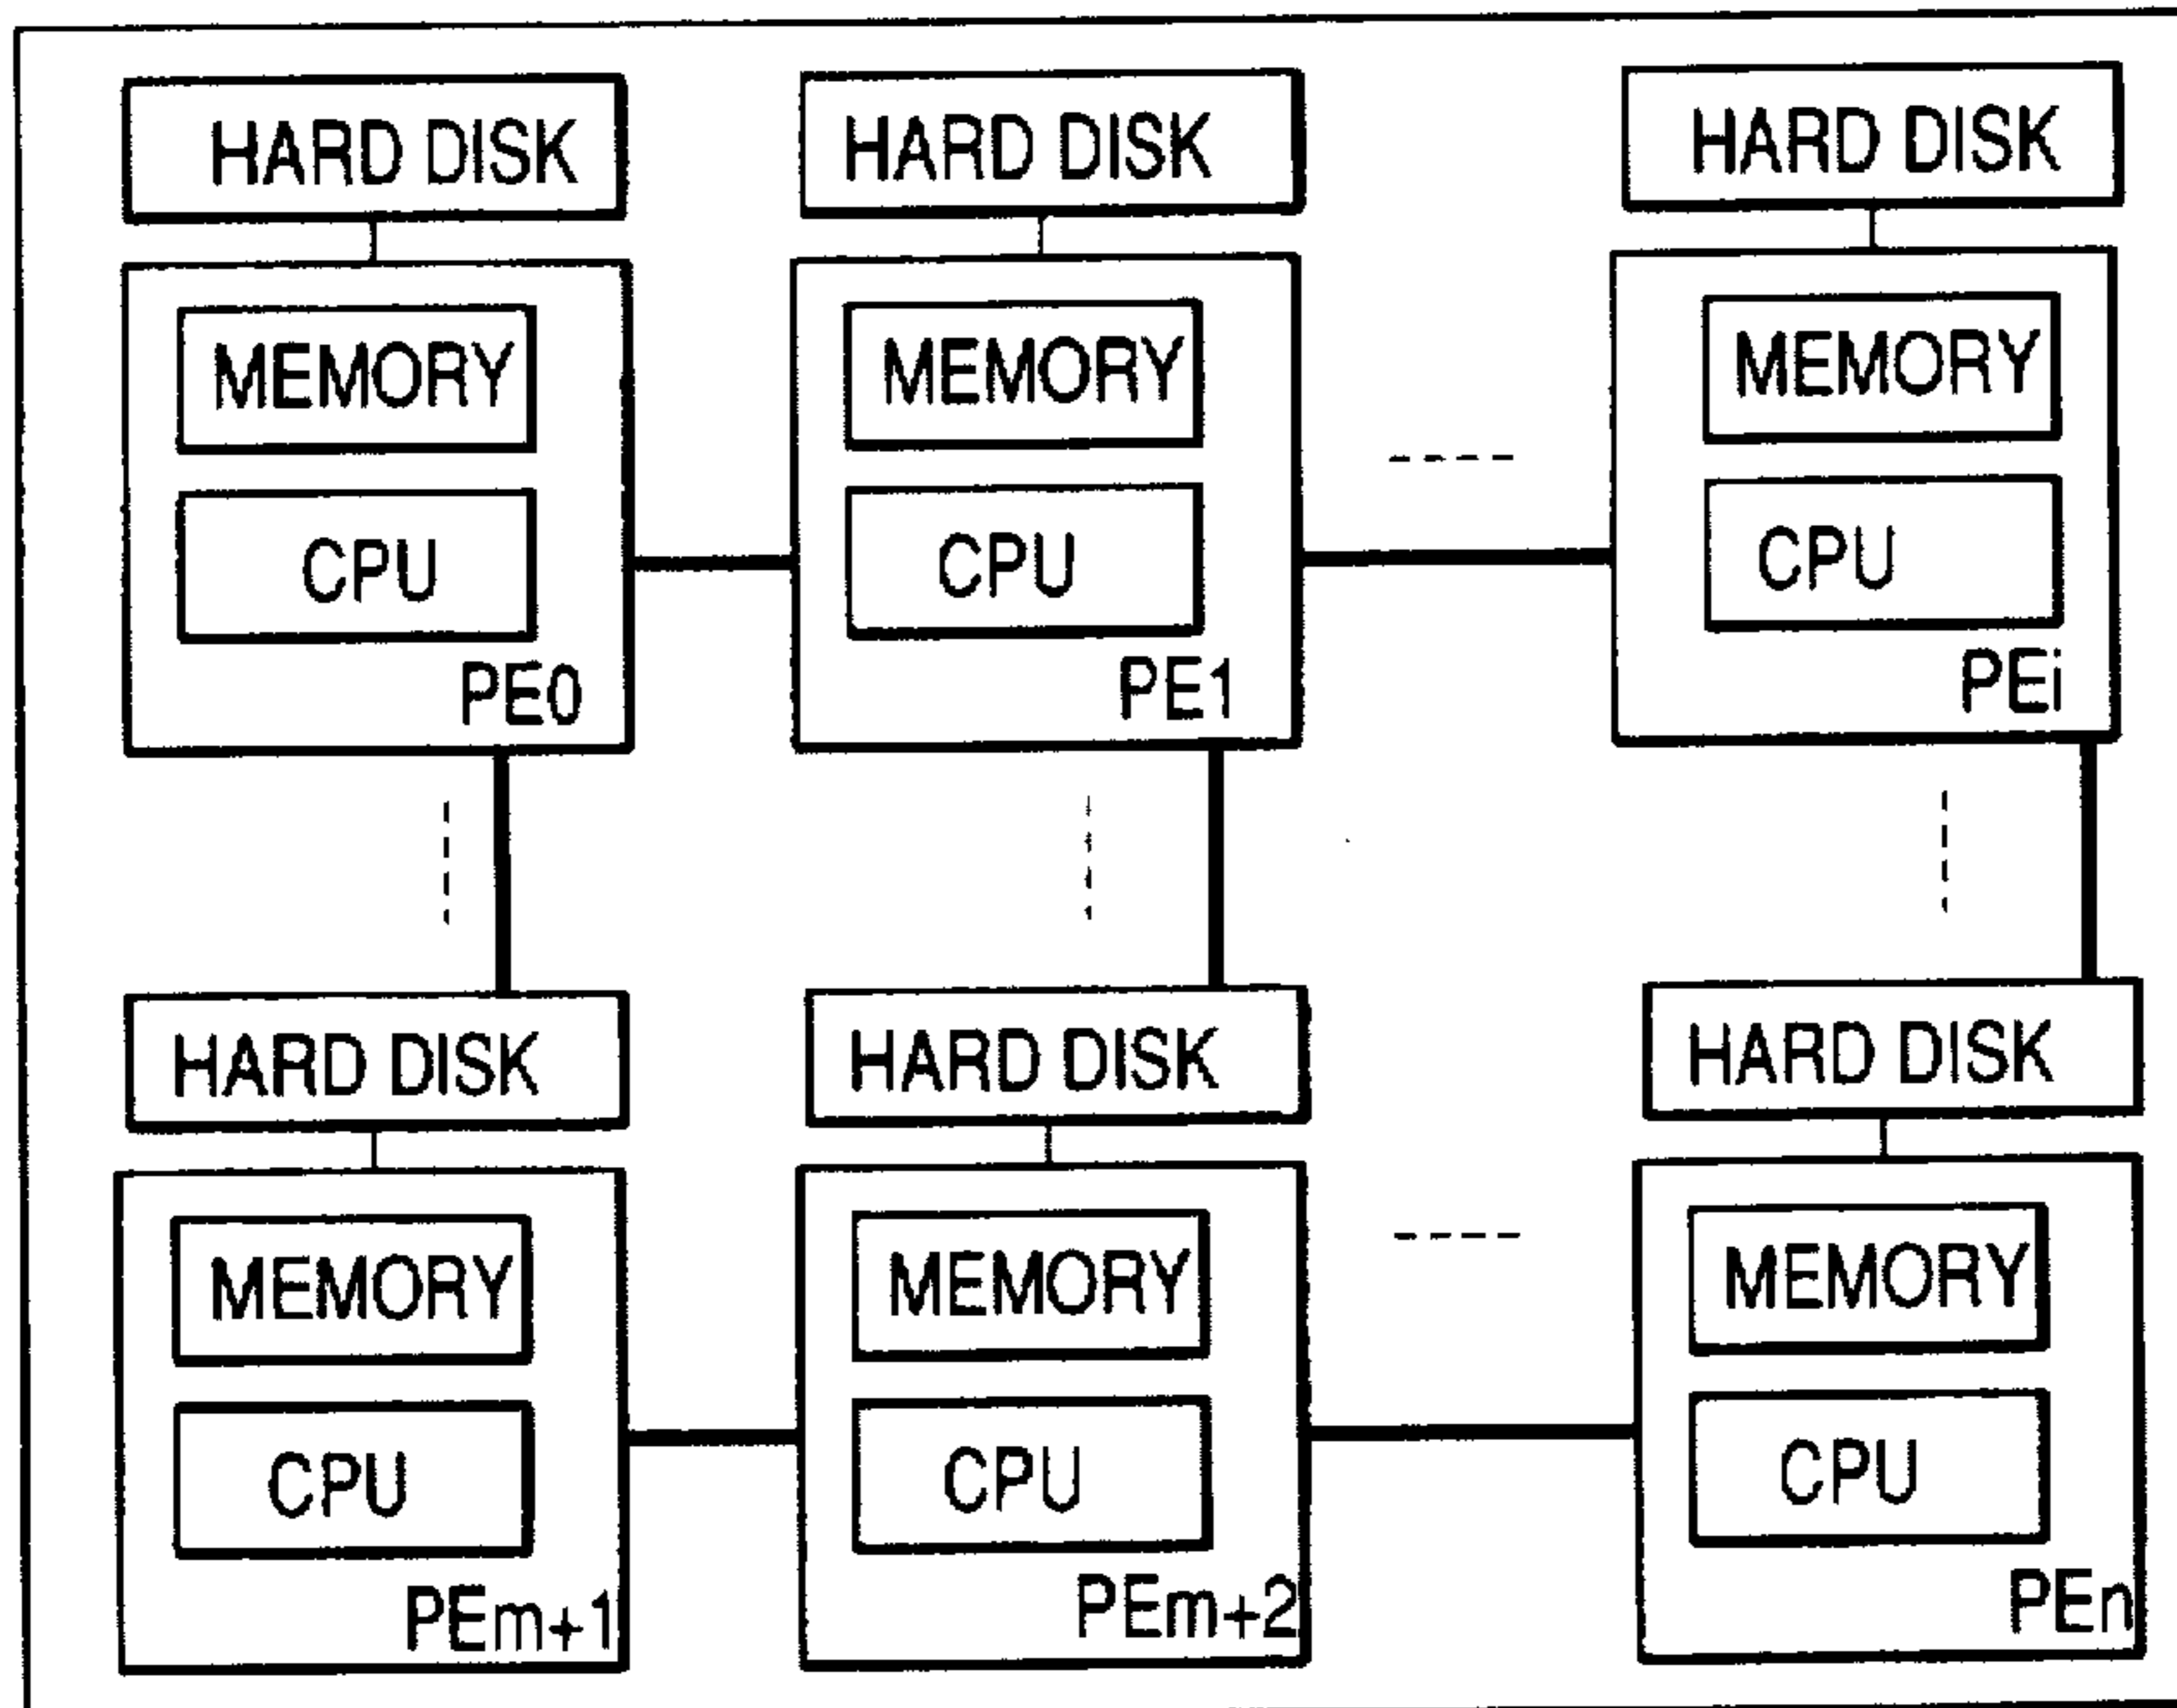 HARD DISK HARD DISK HARD DISK
MEMORY MEMORY MEMORY
CPU CPU CPU
PE0 PE1 PEi
HARD DISK HARD DISK HARD DISK
MEMORY MEMORY MEMORY
CPU CPU CPU
PEm+1 PEm+2 PEn